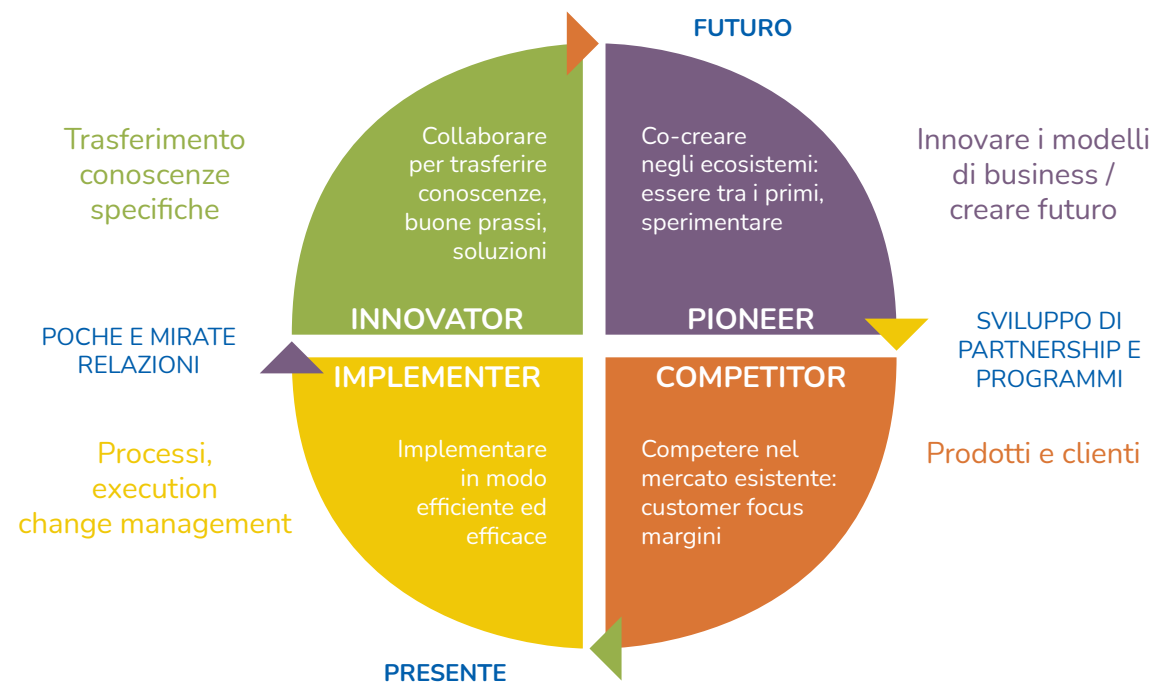 FUTURO
Trasferimento
conoscenze
specifiche
Collaborare
per trasferire
conoscenze,
buone prassi,
soluzioni
INNOVATOR
Co-creare
negli ecosistemi:
essere tra i primi,
sperimentare
PIONEER
Innovare i modelli
di business /
creare futuro
POCHE E MIRATE
RELAZIONI
SVILUPPO DI
PARTNERSHIP E
PROGRAMMI
Processi,
execution
change management
IMPLEMENTER
Implementare
in modo
efficiente ed
efficace
COMPETITOR
Competere nel
mercato esistente:
customer focus
margini
Prodotti e clienti
PRESENTE